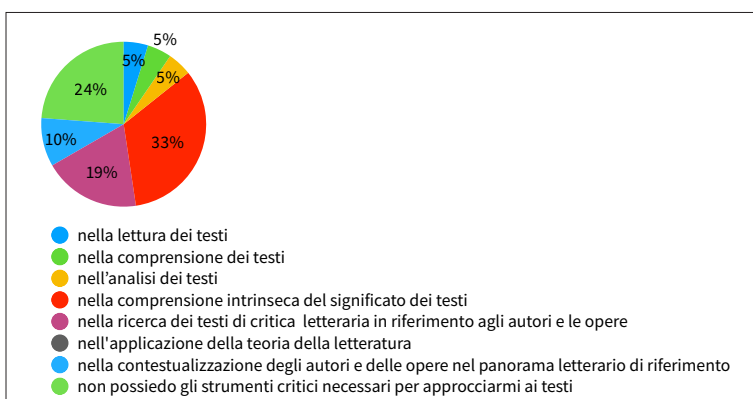 5%
5%
5%
24%
10%
33%
19%
nella lettura dei testi
nella comprensione dei testi
nell’analisi dei testi
nella comprensione intrinseca del significato dei testi
nella ricerca dei testi di critica  letteraria in riferimento agli autori e le opere
nell'applicazione della teoria della letteratura
nella contestualizzazione degli autori e delle opere nel panorama letterario di riferimento
non possiedo gli strumenti critici necessari per approcciarmi ai testi